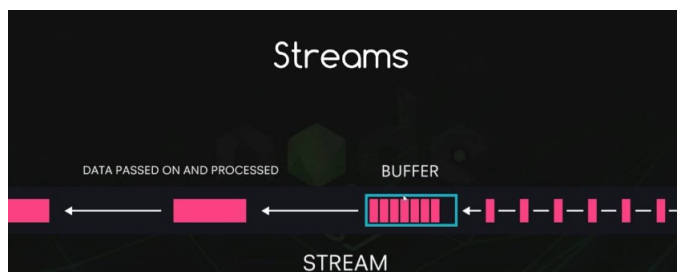 Streams
DATA PASSED ON AND PROCESSED
BUFFER
STREAM